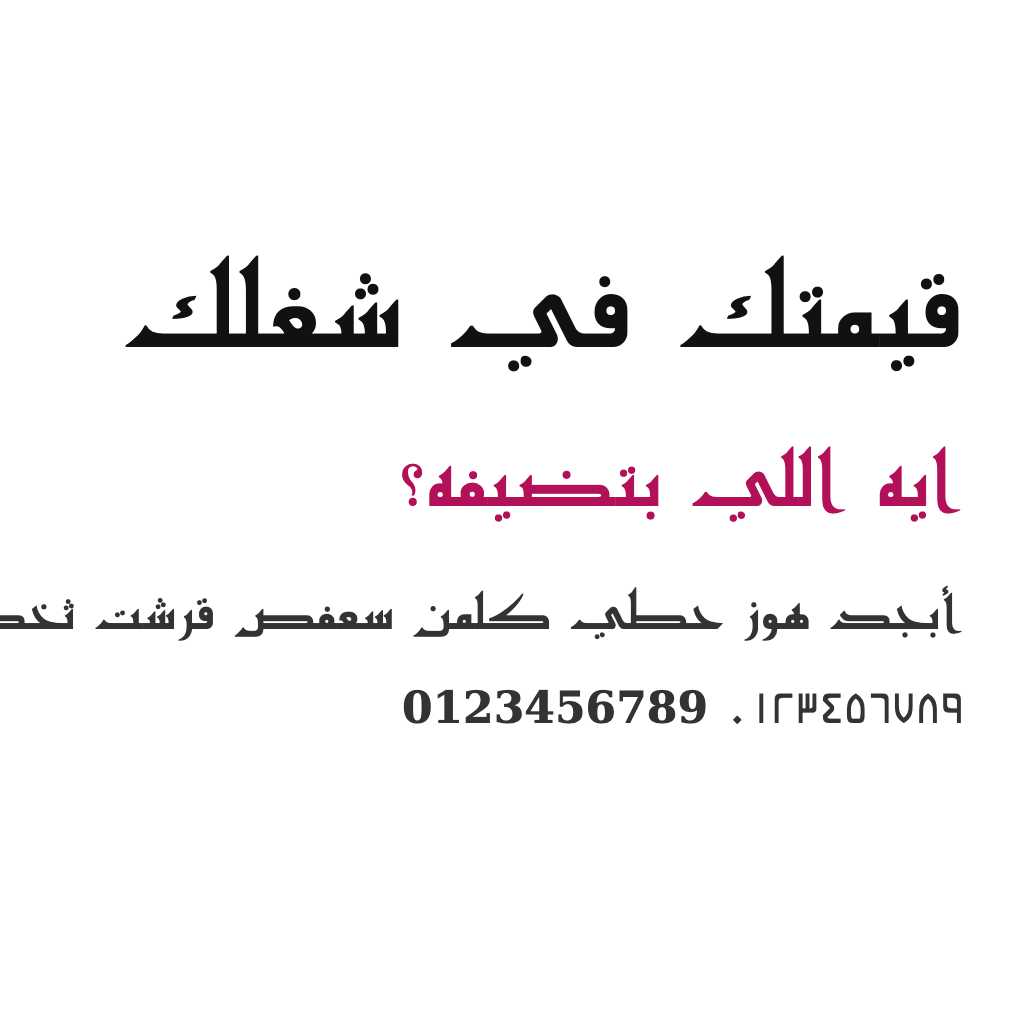 قيمتك في شغلك
ايه اللي بتضيفه؟
أبجد هوز حطي كلمن سعفص قرشت
٠١٢٣٤٥٦٧٨٩ 0123456789